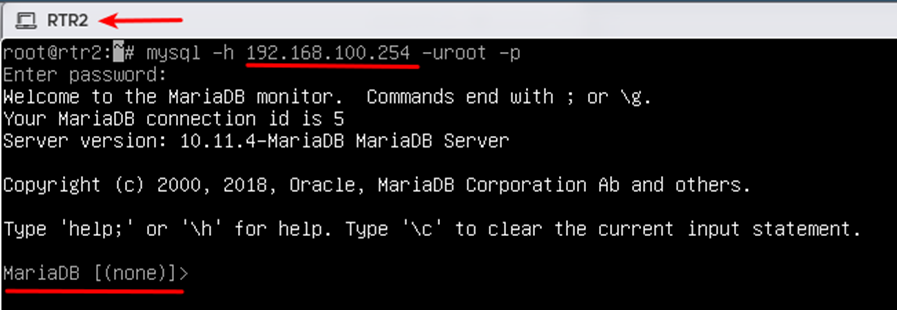 RTR2
root@rtr2:~# mysql -h 192.168.100.254 -uroot -p
Enter password:
Welcome to the MariaDB monitor.  Commands end with ; or \g.
Your MariaDB connection id is 5
Server version: 10.11.4-MariaDB MariaDB Server
Copyright (c) 2000, 2018, Oracle, MariaDB Corporation Ab and others.
Type 'help;' or '\h' for help. Type '\c' to clear the current input statement.
MariaDB [(none)]>